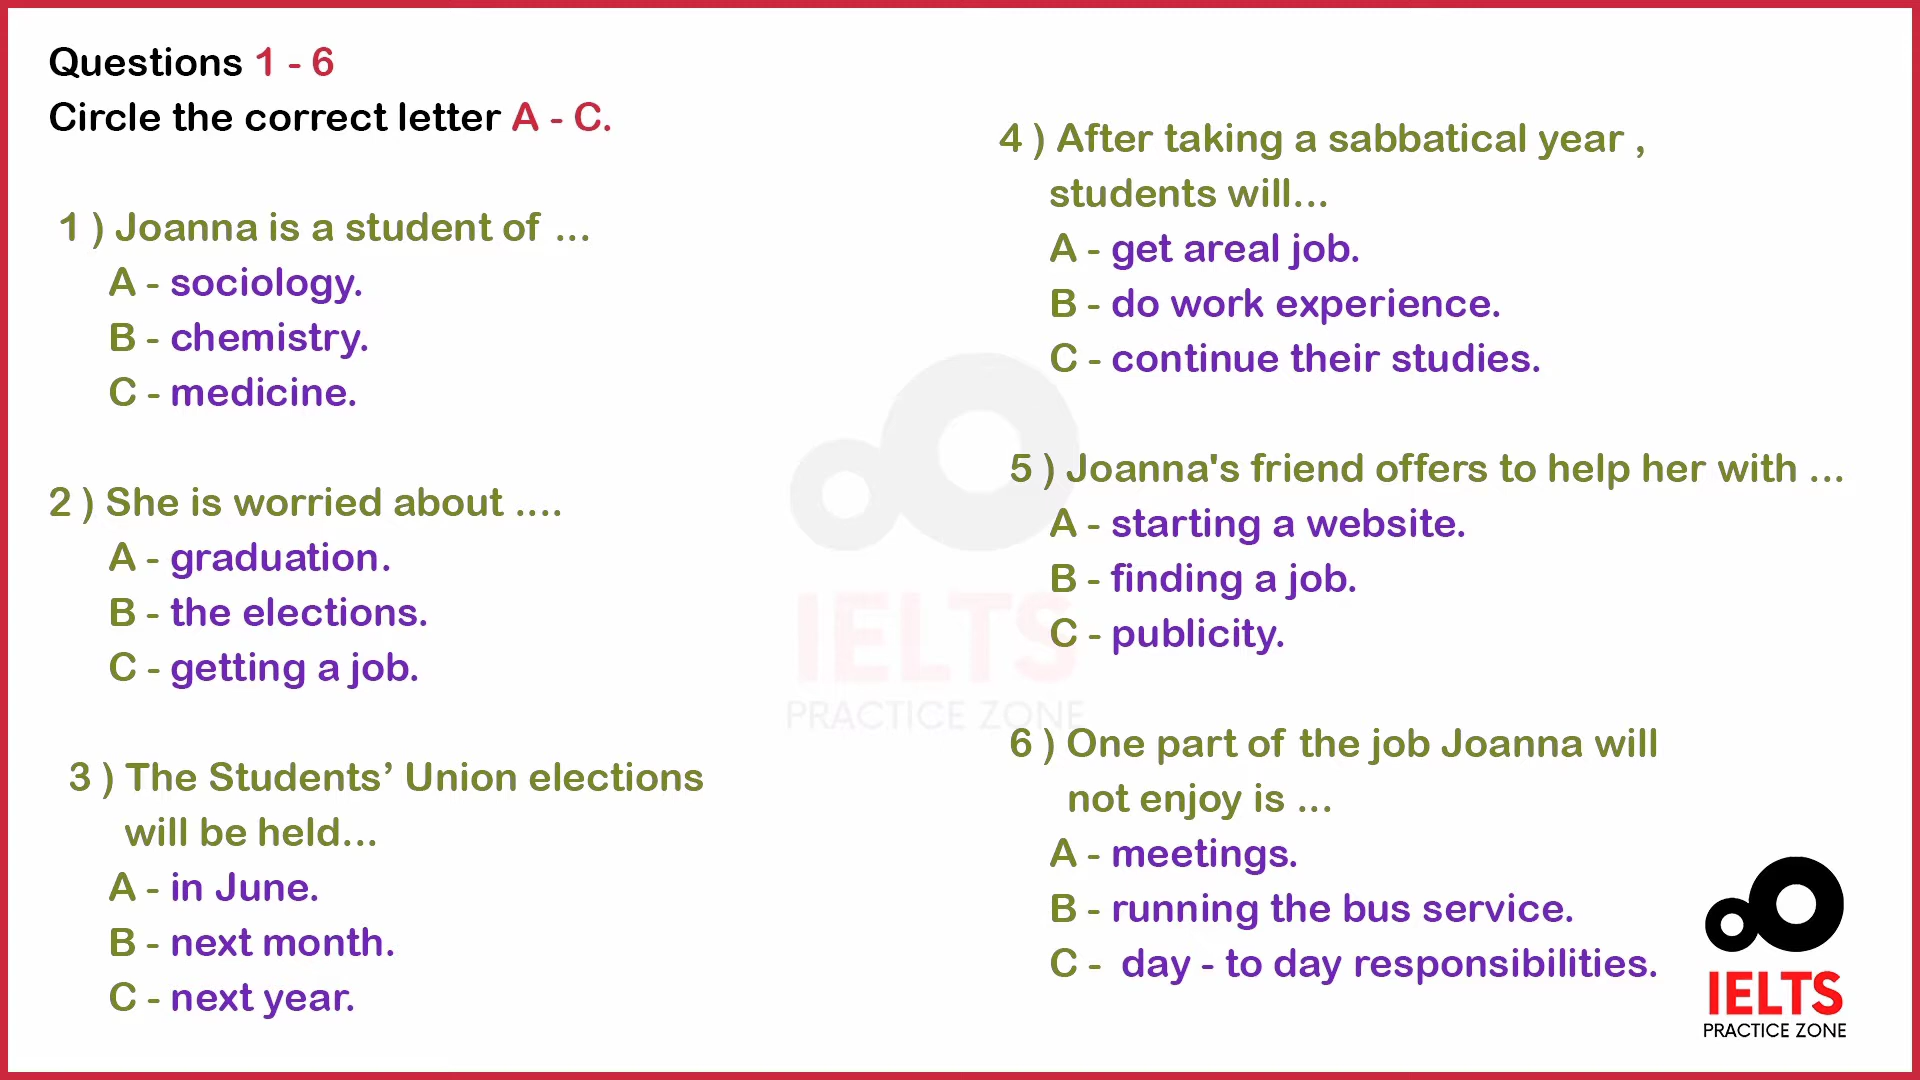 Questions 1 - 6
Circle the correct letter A - C.
1 ) Joanna is a student of ...
A - sociology.
B - chemistry.
C - medicine.
2 ) She is worried about ....
A - graduation.
B - the elections.
C - getting a job.
3 ) The Students’ Union elections
will be held...
A - in June.
B - next month.
C - next year.
4 ) After taking a sabbatical year ,
students will...
A - get areal job.
B - do work experience.
C - continue their studies.
5 ) Joanna's friend offers to help her with ...
A - starting a website.
B - finding a job.
C - publicity.
6 ) One part of the job Joanna will
not enjoy is ...
A - meetings.
B - running the bus service.
C - day - to day responsibilities.
IELTS
PRACTICE ZONE
IELTS
PRACTICE ZONE